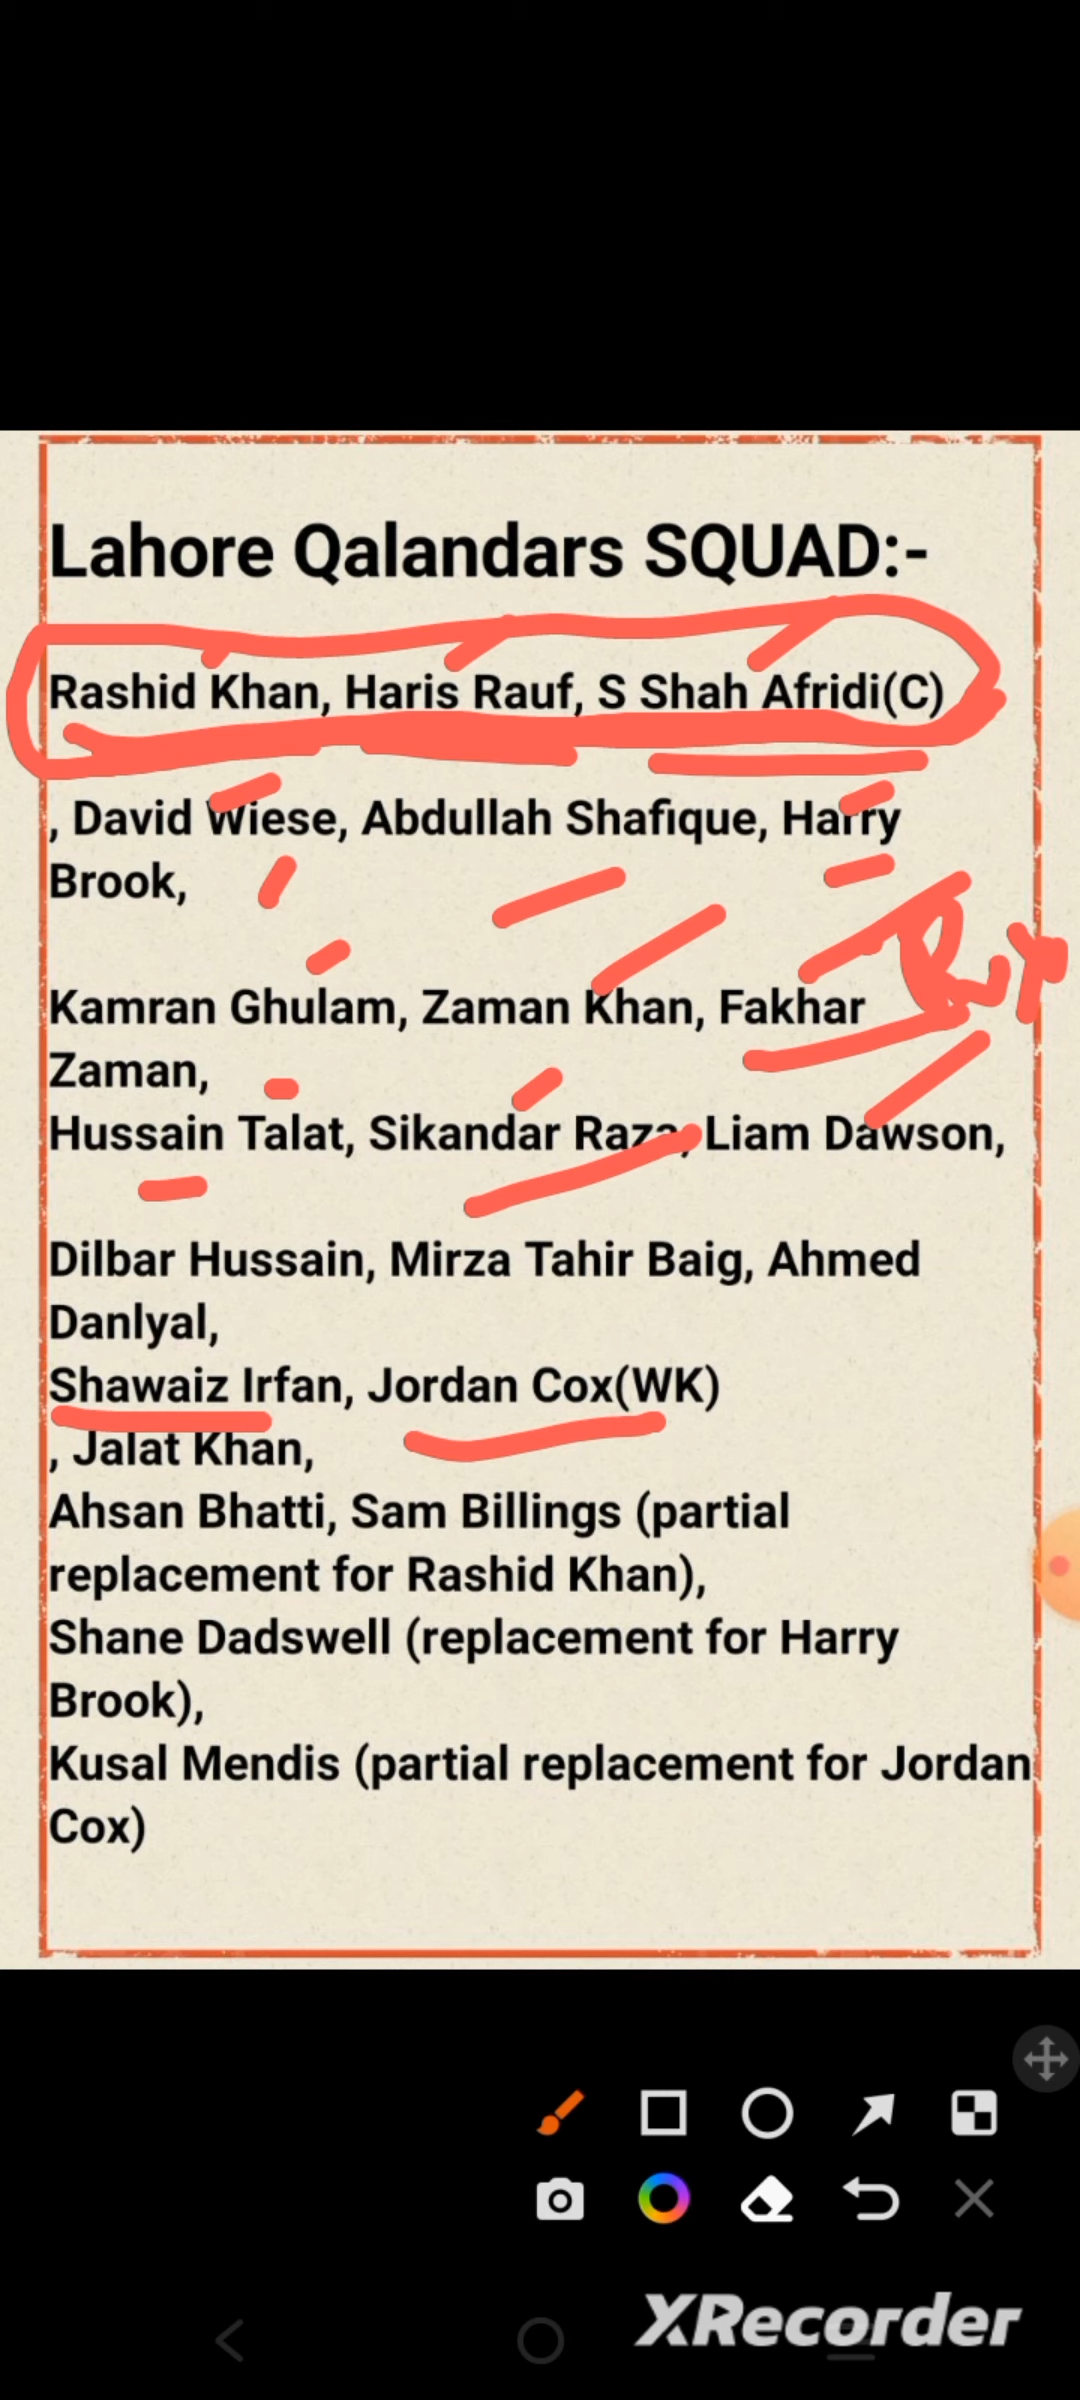 Lahore Qalandars SQUAD:-
Rashid Khan, Haris Rauf, S Shah Afridi(C)
, David Wiese, Abdullah Shafique, Harry
Brook,
Kamran Ghulam, Zaman Khan, Fakhar
Zaman,
Hussain Talat, Sikandar Raza, Liam Dawson,
Dilbar Hussain, Mirza Tahir Baig, Ahmed
Danlyal,
Shawaiz Irfan, Jordan Cox(WK)
, Jalat Khan,
Ahsan Bhatti, Sam Billings (partial
replacement for Rashid Khan),
Shane Dadswell (replacement for Harry
Brook),
Kusal Mendis (partial replacement for Jordan
Cox)
XRecorder